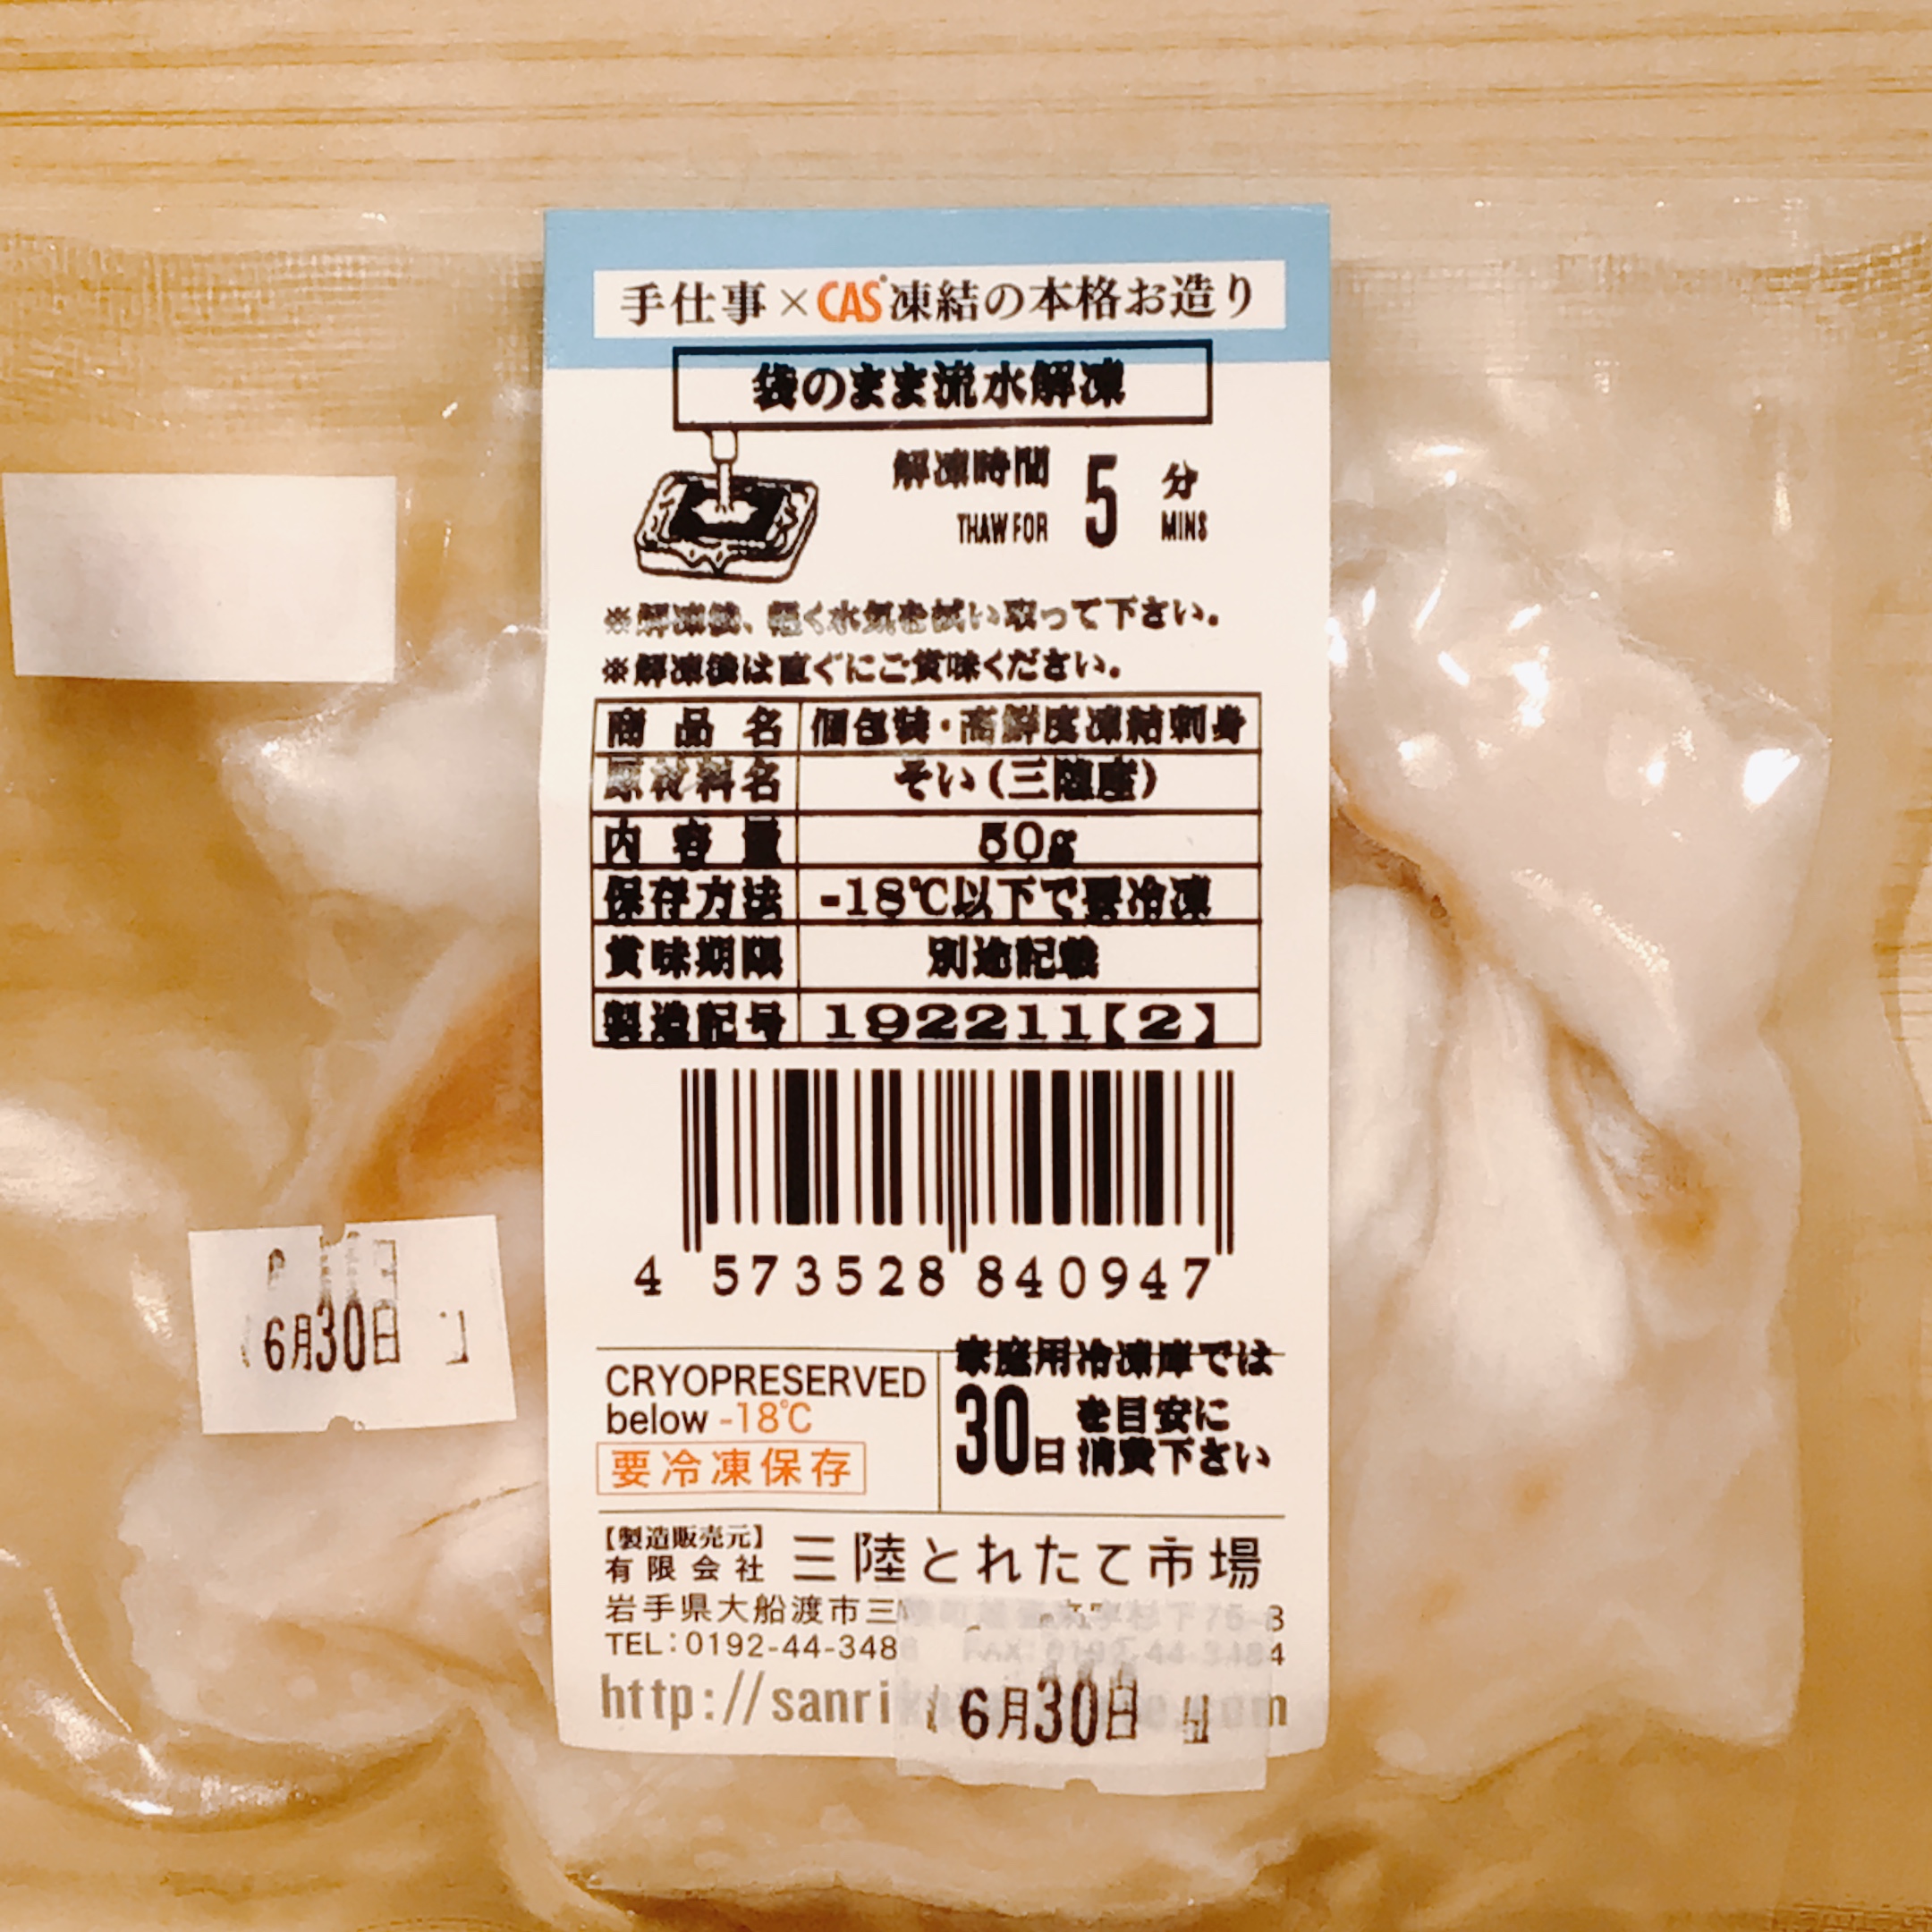 手仕事×CAS®凍結の本格お造り
袋のまま流水解凍
解凍時間 5 分
THAW FOR MINS
※解凍後、軽く水気を拭い取って下さい。
※解凍後は直ぐにご賞味ください。
商品名 個包装・高鮮度凍結刺身
原材料名 そい(三陸産)
内容量 50g
保存方法 -18℃以下で要冷凍
賞味期限 別途記載
製造記号 192211【2】
4 573528 840947
6月30日
CRYOPRESERVED
below -18℃
要冷凍保存
家庭用冷凍庫では
30日 を目安に
消費下さい
【製造販売元】
有限会社 三陸とれたて市場
岩手県大船渡市三
TEL:0192-44-348
FAX:0192-44-3484
http://sanri
6月30日